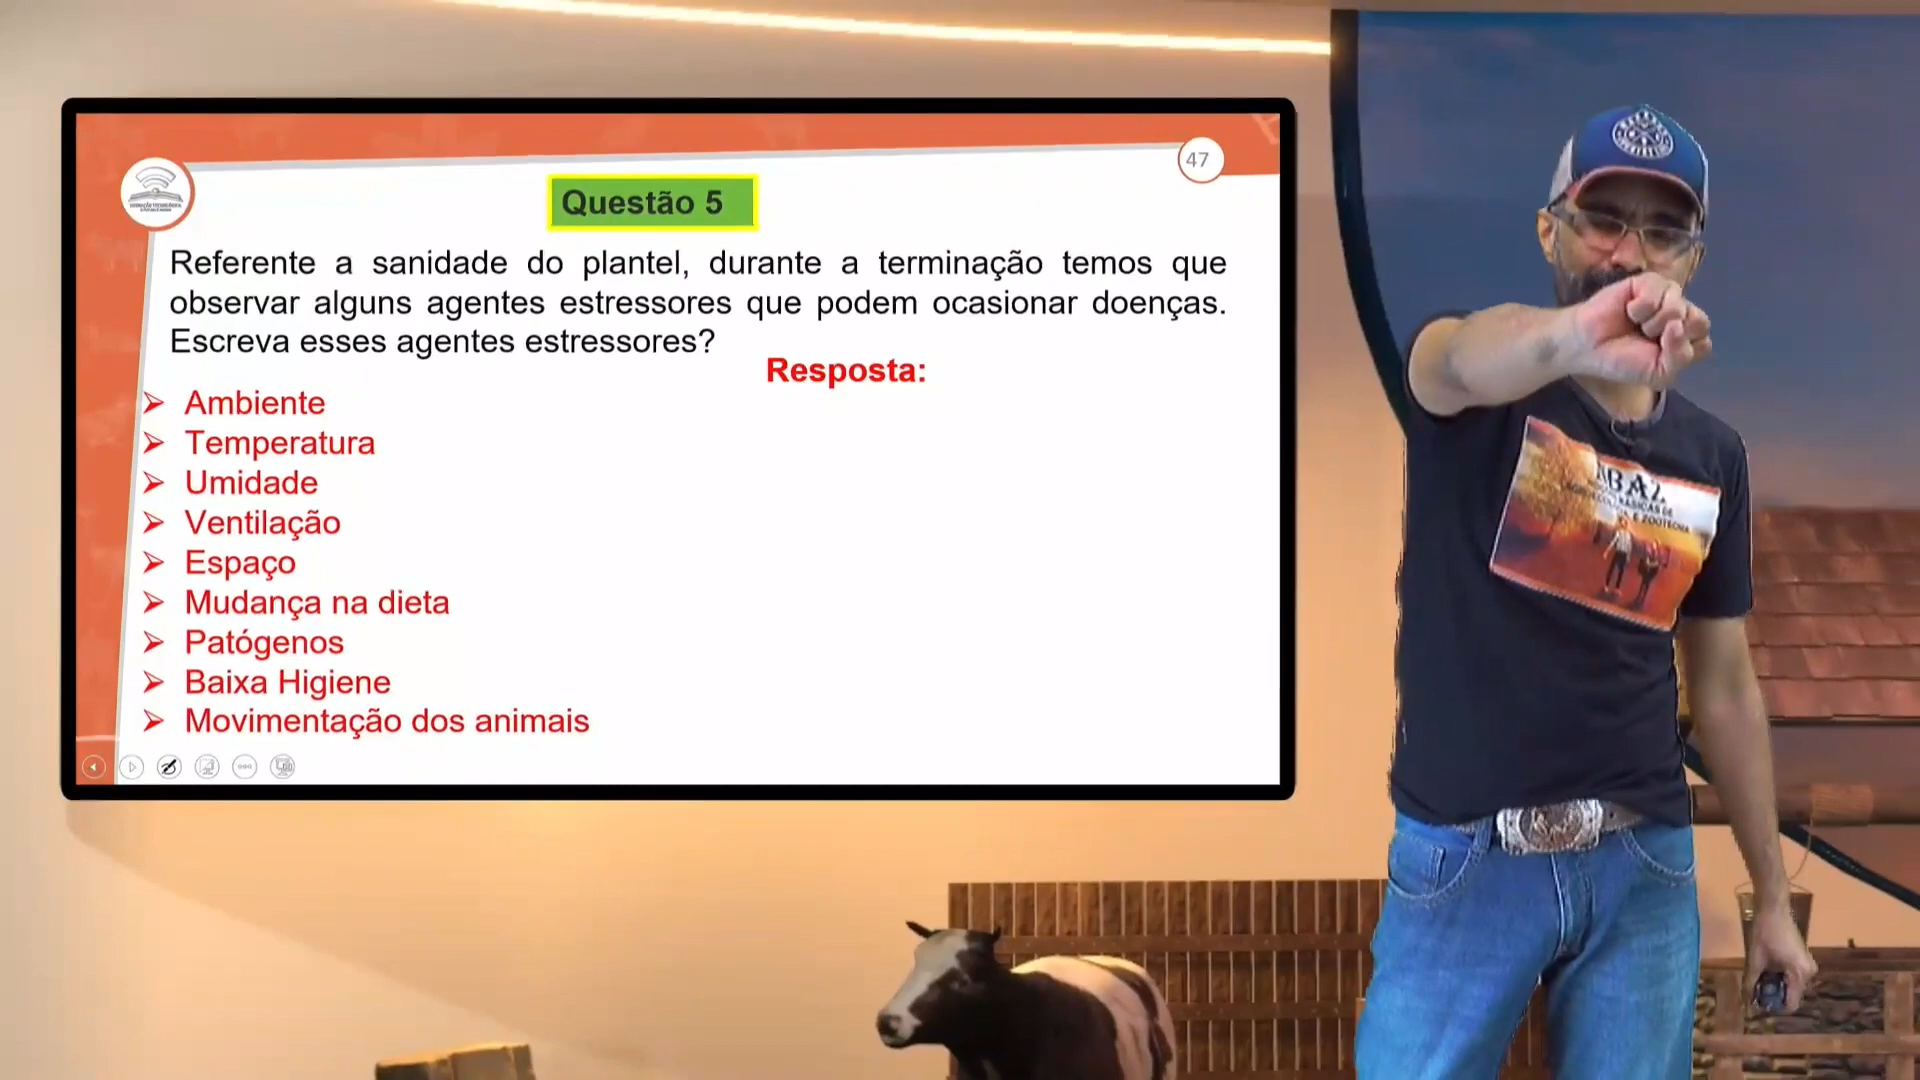 47
Questão 5
Referente a sanidade do plantel, durante a terminação temos que
observar alguns agentes estressores que podem ocasionar doenças.
Escreva esses agentes estressores?
Resposta:
➢ Ambiente
➢ Temperatura
➢ Umidade
➢ Ventilação
➢ Espaço
➢ Mudança na dieta
➢ Patógenos
➢ Baixa Higiene
➢ Movimentação dos animais